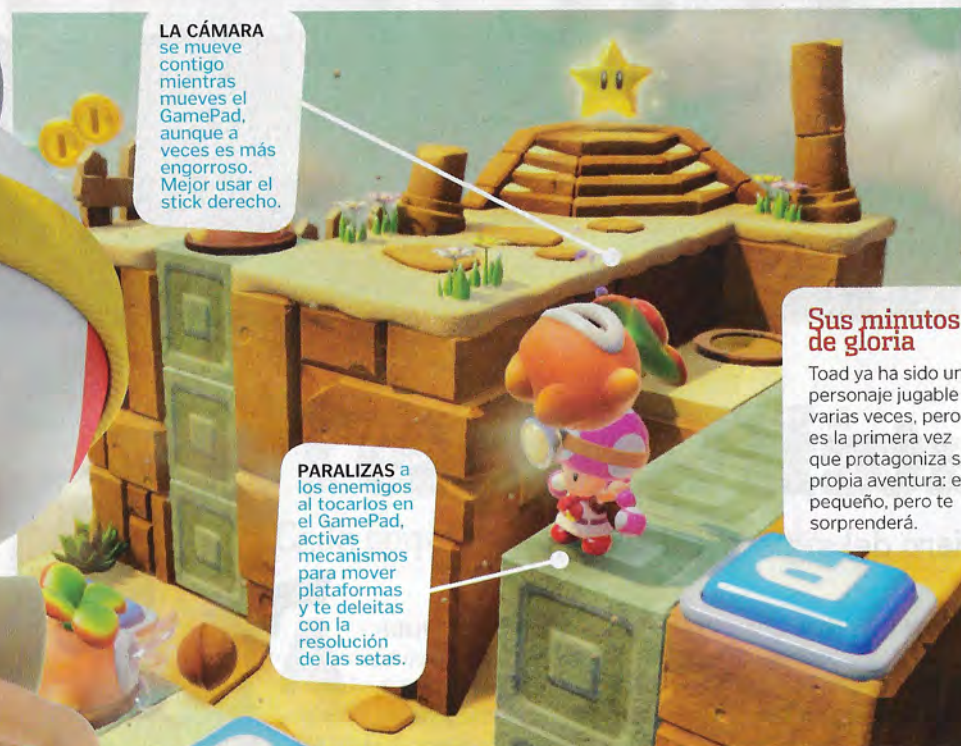 LA CÁMARA
se mueve
contigo
mientras
mueves el
GamePad,
aunque a
veces es más
engorroso.
Mejor usar el
stick derecho.
PARALIZAS a
los enemigos
al tocarlos en
el GamePad,
activas
mecanismos
para mover
plataformas
y te deleitas
con la
resolución
de las setas.
Sus minutos
de gloria
Toad ya ha sido un
personaje jugable
varias veces, pero
es la primera vez
que protagoniza s
propia aventura: e
pequeño, pero te
sorprenderá.
P